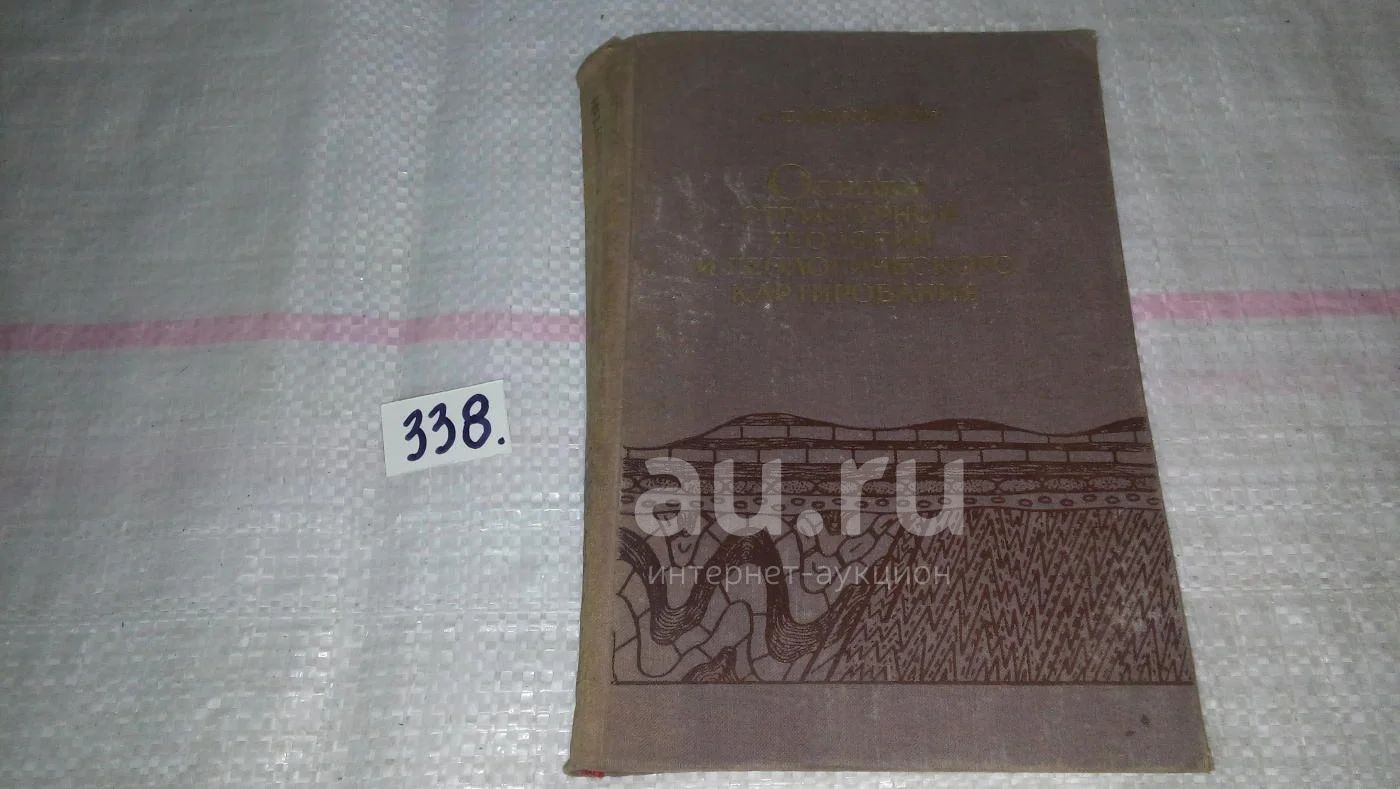 Основы
структурной
геологии
и геологического
картирования
338.
au.ru
интернет-аукцион